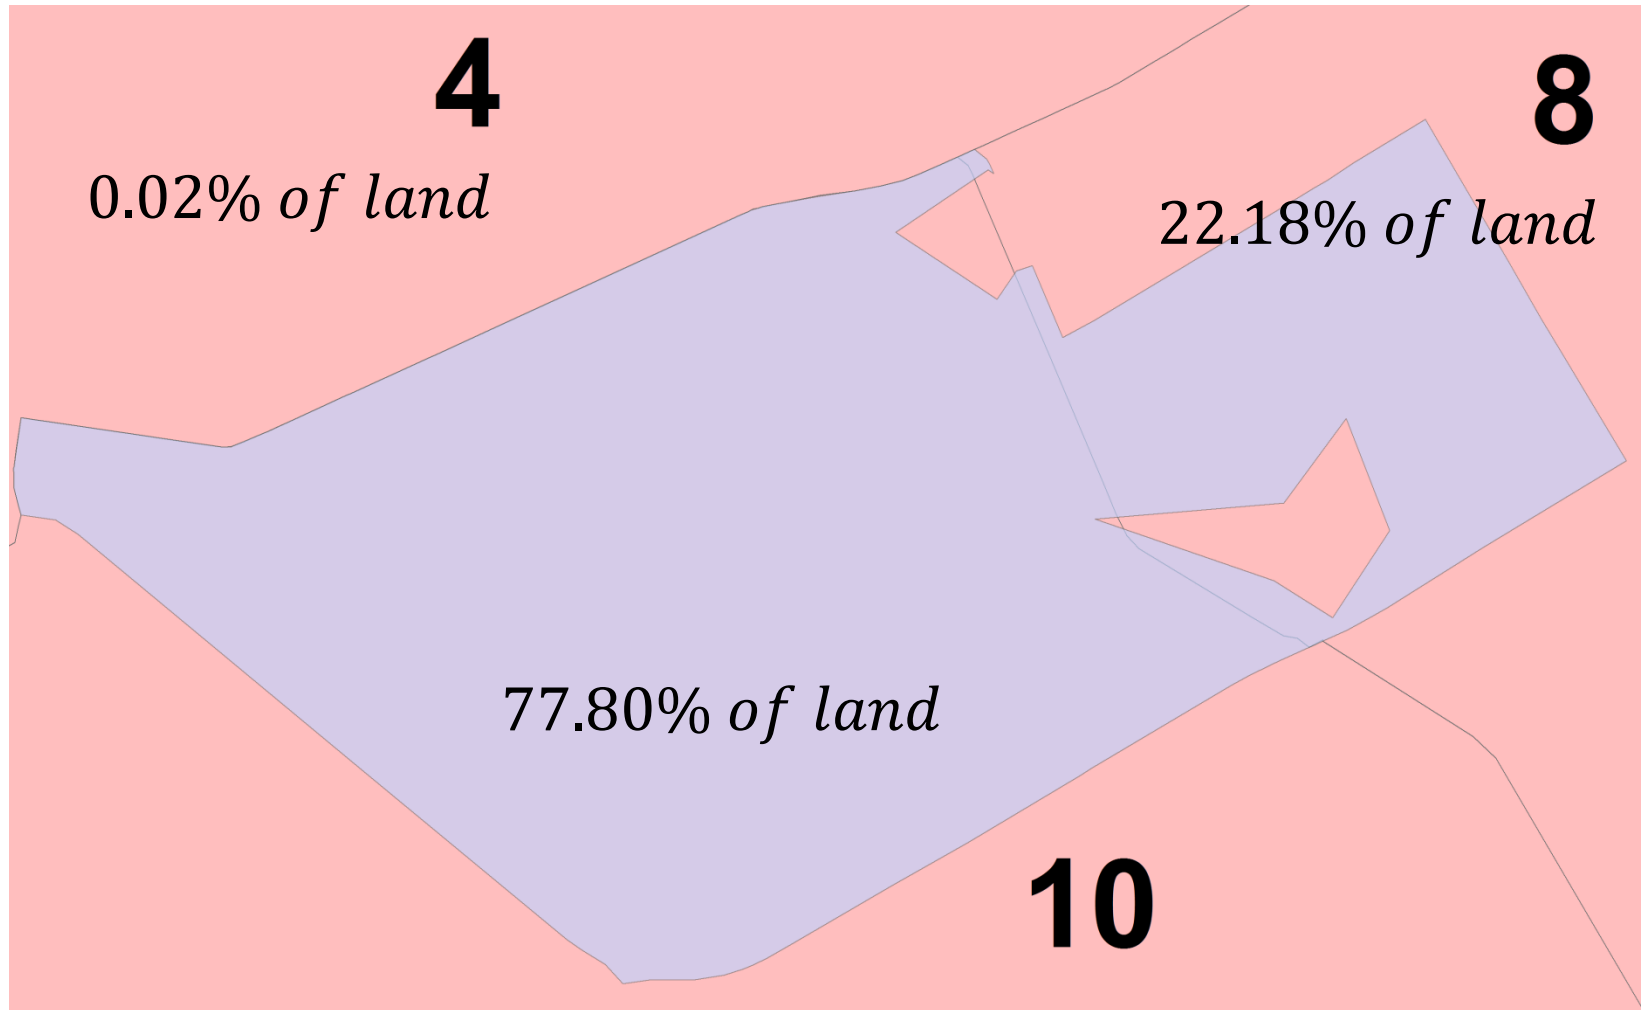 4
0.02% of land
8
22.18% of land
77.80% of land
10